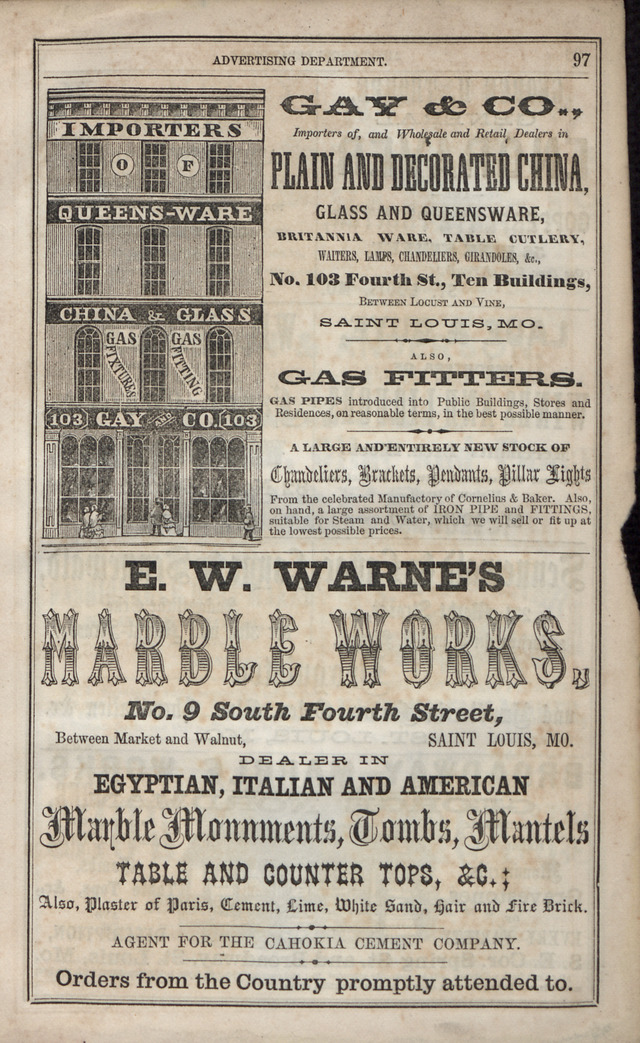 ADVERTISING DEPARTMENT. 97
IMPORTERS
O F
QUEENS-WARE
CHINA & GLASS
GAS FIXTURES
GAS FITTING
103 GAY AND CO. 103
GAY & CO.,
Importers of, and Wholesale and Retail Dealers in
PLAIN AND DECORATED CHINA,
GLASS AND QUEENSWARE,
BRITANNIA WARE, TABLE CUTLERY,
WAITERS, LAMPS, CHANDELIERS, GIRANDOLES, &c.,
No. 103 Fourth St., Ten Buildings,
BETWEEN LOCUST AND VINE,
SAINT LOUIS, MO.
ALSO,
GAS FITTERS.
GAS PIPES introduced into Public Buildings, Stores and
Residences, on reasonable terms, in the best possible manner.
A LARGE AND ENTIRELY NEW STOCK OF
Chandeliers, Brackets, Pendants, Pillar Lights
From the celebrated Manufactory of Cornelius & Baker. Also,
on hand, a large assortment of IRON PIPE and FITTINGS,
suitable for Steam and Water, which we will sell or fit up at
the lowest possible prices.
E. W. WARNE'S
MARBLE WORKS,
No. 9 South Fourth Street,
Between Market and Walnut, SAINT LOUIS, MO.
DEALER IN
EGYPTIAN, ITALIAN AND AMERICAN
Marble Monuments, Tombs, Mantels
TABLE AND COUNTER TOPS, &C.;
Also, Plaster of Paris, Cement, Lime, White Sand, Hair and Fire Brick.
AGENT FOR THE CAHOKIA CEMENT COMPANY.
Orders from the Country promptly attended to.